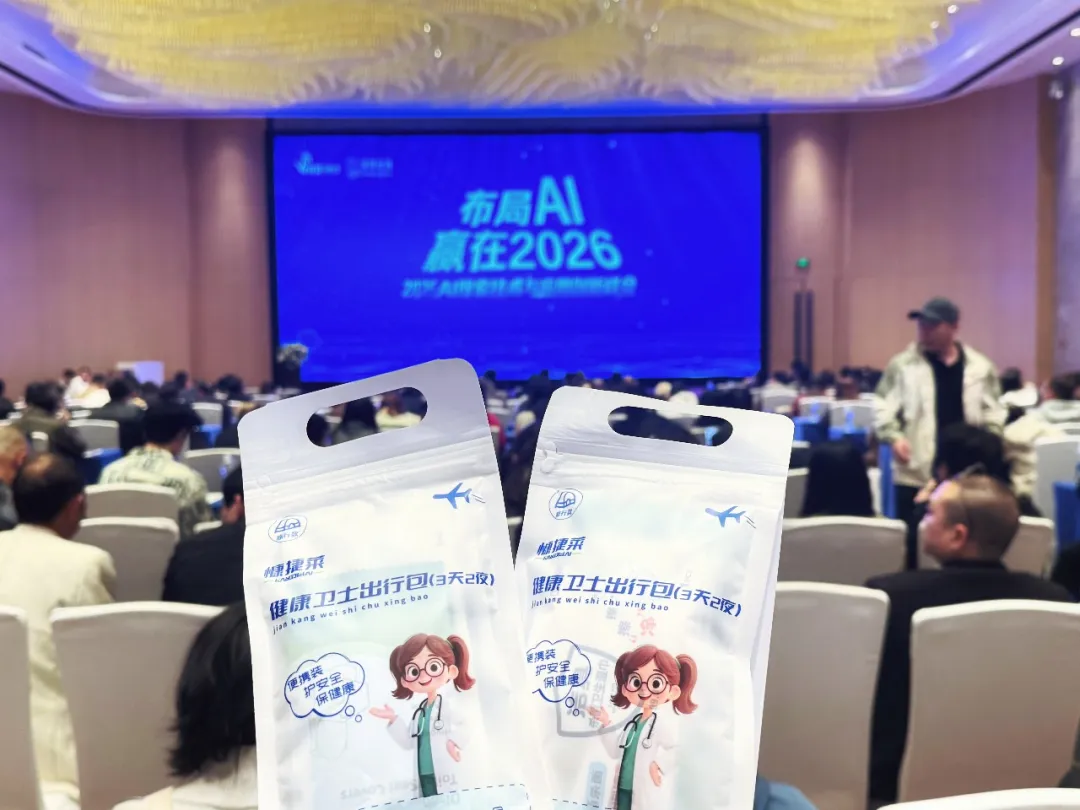 布局AI
赢在2026
慷捷莱
KANGJIELAI
健康卫士出行包(3天2夜)
jian kang wei shi chu xing bao
便携装
护安全
保健康
慷捷莱
健康卫士出行包(3天2夜)
jian kang wei shi chu xing bao
便携装
护安全
保健康